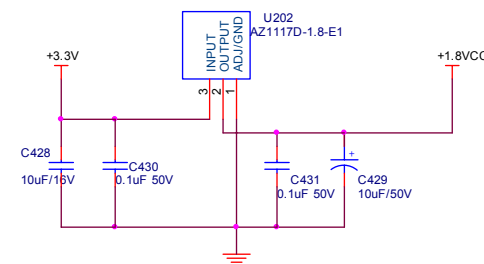 U202
AZ1117D-1.8-E1
+3.3V
+1.8VCC
INPUT
OUTPUT
ADJ/GND
3
2
1
C428
10uF/16V
C430
0.1uF 50V
C431
0.1uF 50V
+
C429
10uF/50V